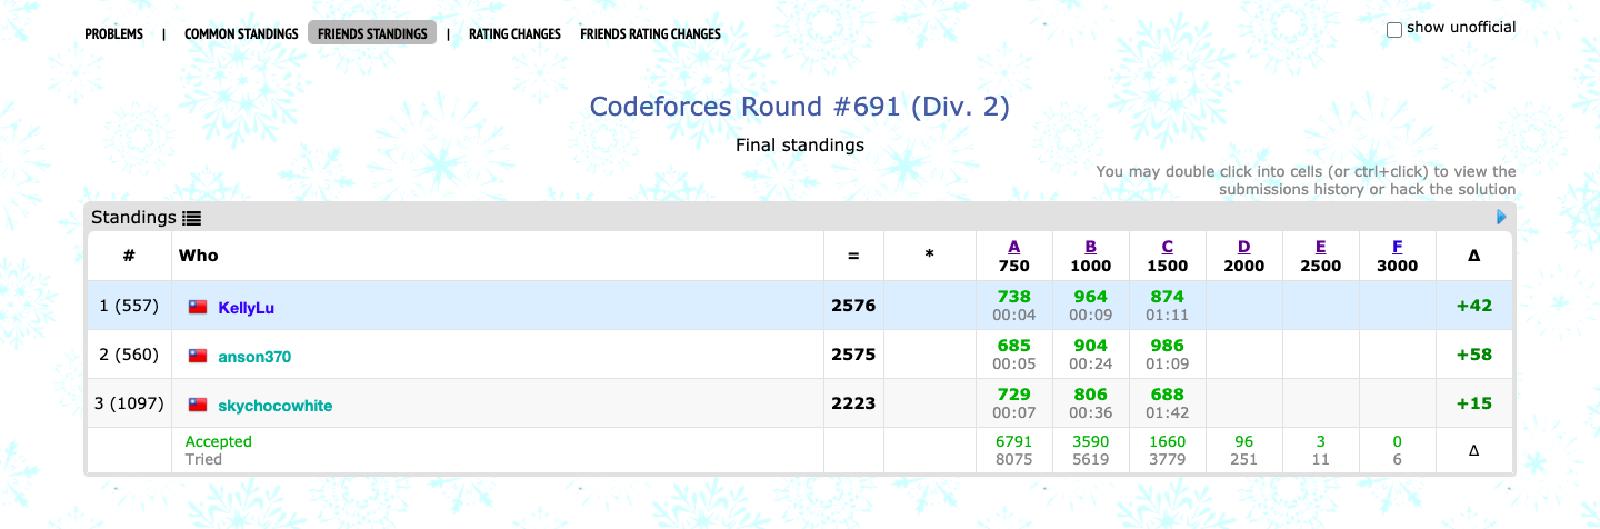 PROBLEMS | COMMON STANDINGS FRIENDS STANDINGS | RATING CHANGES FRIENDS RATING CHANGES
show unofficial
Codeforces Round #691 (Div. 2)
Final standings
You may double click into cells (or ctrl+click) to view the
submissions history or hack the solution
Standings
# Who = * A B C D E F Δ
750 1000 1500 2000 2500 3000
1 (557) KellyLu 2576 738 964 874 +42
00:04 00:09 01:11
2 (560) anson370 2575 685 904 986 +58
00:05 00:24 01:09
3 (1097) skychocowhite 2223 729 806 688 +15
00:07 00:36 01:42
Accepted 6791 3590 1660 96 3 0 Δ
Tried 8075 5619 3779 251 11 6